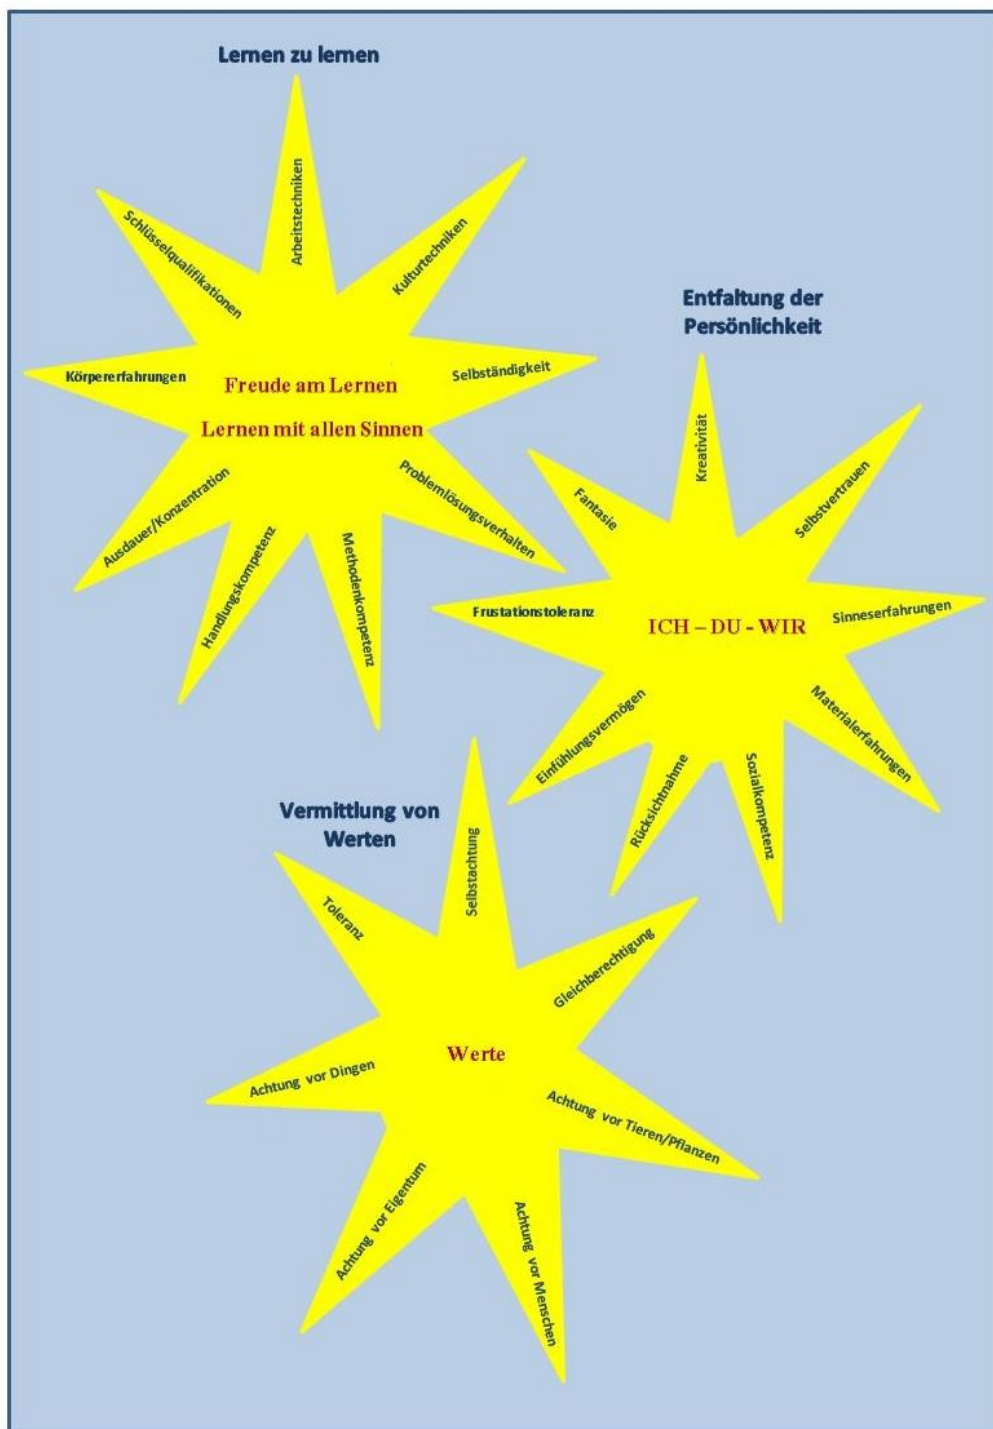 Lernen zu lernen
Arbeitstechniken
Kulturtechniken
Schlüsselqualifikationen
Selbständigkeit
Körpererfahrungen
Freude am Lernen
Lernen mit allen Sinnen
Problemlösungsverhalten
Ausdauer/Konzentration
Handlungskompetenz
Methodenkompetenz
Entfaltung der
Persönlichkeit
Kreativität
Selbstvertrauen
Fantasie
Sinneserfahrungen
Frustationstoleranz
ICH – DU - WIR
Materialerfahrungen
Einfühlungsvermögen
Rücksichtnahme
Sozialkompetenz
Vermittlung von
Werten
Selbstachtung
Toleranz
Gleichberechtigung
Werte
Achtung vor Dingen
Achtung vor Tieren/Pflanzen
Achtung vor Eigentum
Achtung vor Menschen